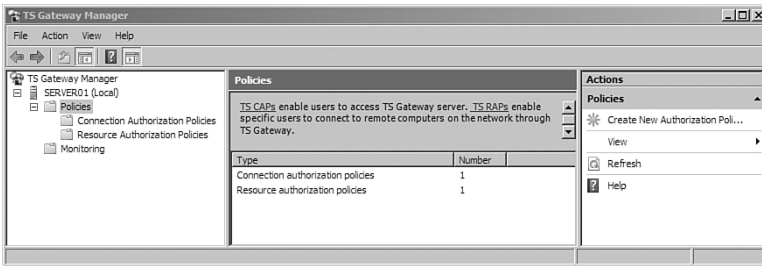 TS Gateway Manager
File Action View Help
TS Gateway Manager
SERVER01 (Local)
Policies
Connection Authorization Policies
Resource Authorization Policies
Monitoring
Policies
TS CAPs enable users to access TS Gateway server. TS RAPs enable
specific users to connect to remote computers on the network through
TS Gateway.
Type Number
Connection authorization policies 1
Resource authorization policies 1
Actions
Policies
Create New Authorization Poli...
View
Refresh
Help